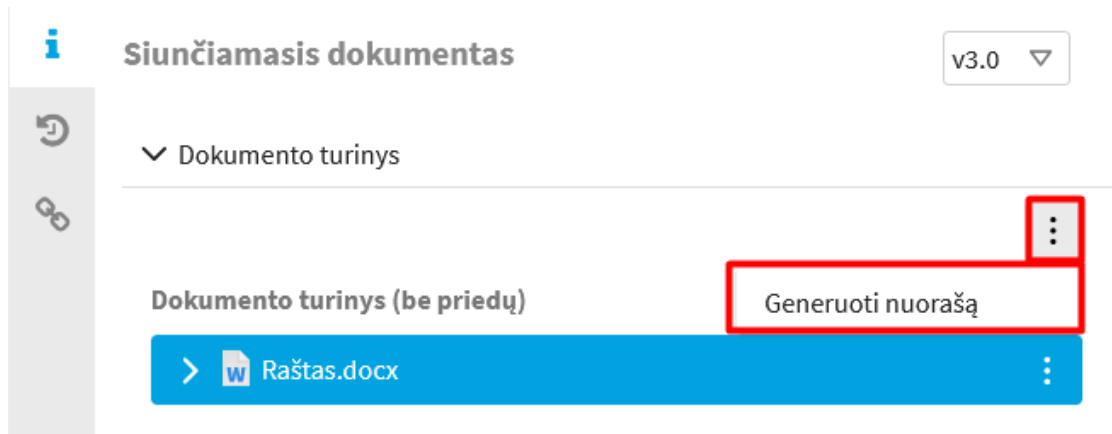 Siunčiamasis dokumentas
v3.0
Dokumento turinys
Dokumento turinys (be priedų)
Generuoti nuorašą
Raštas.docx